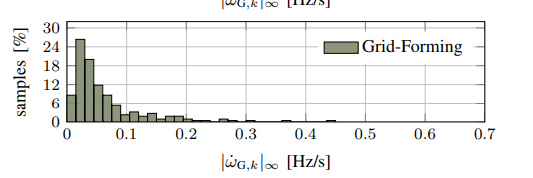 |ω̇G,k|∞ [Hz/s]
30
24
18
12
6
0
samples [%]
Grid-Forming
0 0.1 0.2 0.3 0.4 0.5 0.6 0.7
|ω̇G,k|∞ [Hz/s]